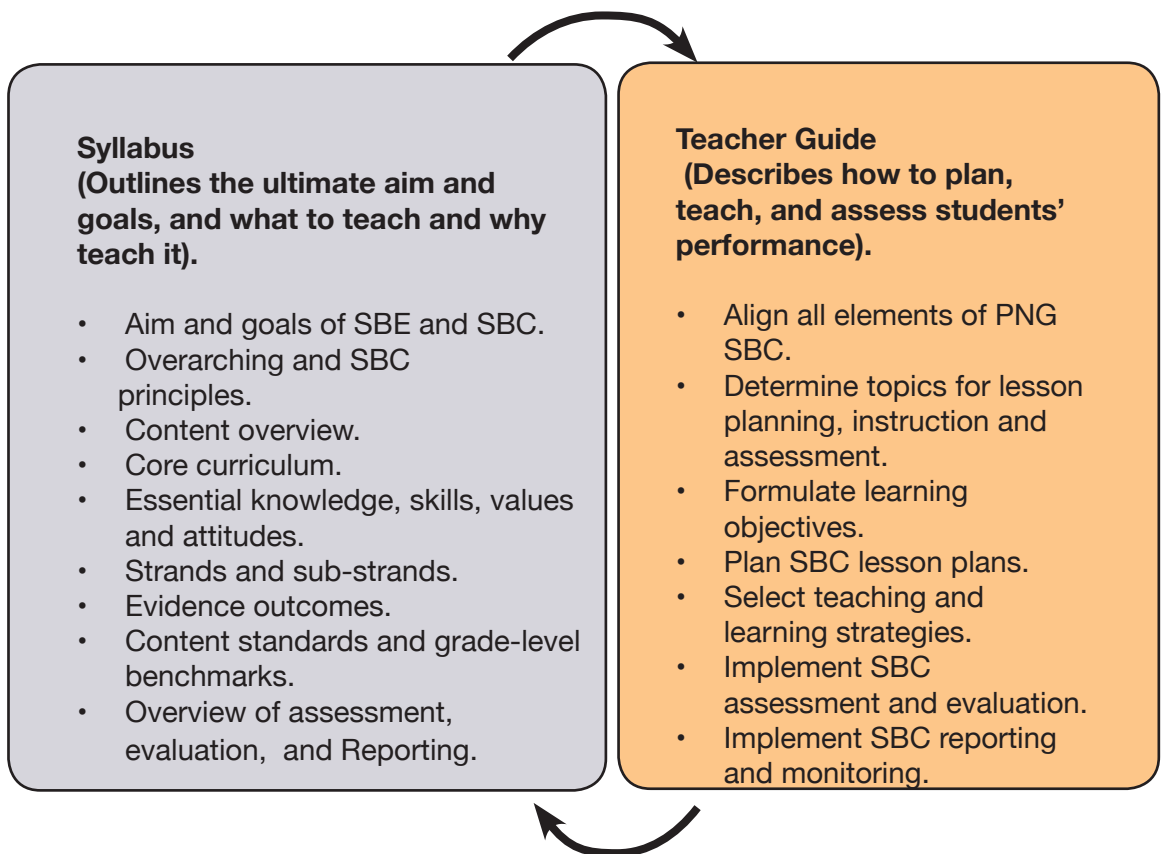 Syllabus
(Outlines the ultimate aim and
goals, and what to teach and why
teach it).
• Aim and goals of SBE and SBC.
• Overarching and SBC
principles.
• Content overview.
• Core curriculum.
• Essential knowledge, skills, values
and attitudes.
• Strands and sub-strands.
• Evidence outcomes.
• Content standards and grade-level
benchmarks.
• Overview of assessment,
evaluation, and Reporting.
Teacher Guide
(Describes how to plan,
teach, and assess students’
performance).
• Align all elements of PNG
SBC.
• Determine topics for lesson
planning, instruction and
assessment.
• Formulate learning
objectives.
• Plan SBC lesson plans.
• Select teaching and
learning strategies.
• Implement SBC
assessment and evaluation.
• Implement SBC reporting
and monitoring.